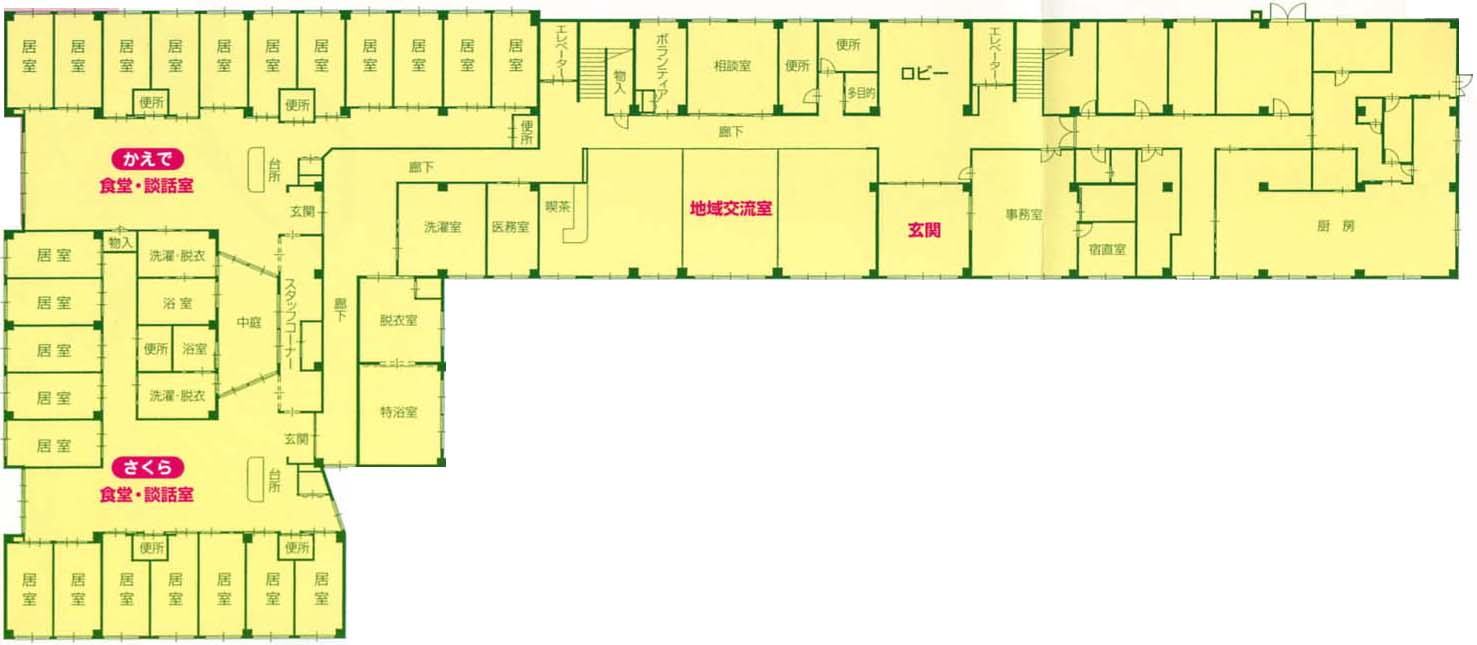 居室
居室
居室
居室
居室
居室
居室
居室
居室
居室
便所
便所
便所
エレベーター
物入
ボランティア
相談室
便所
便所
多目的
ロビー
エレベーター
廊下
かえで
食堂・談話室
台所
玄関
廊下
洗濯室
医務室
喫茶
地域交流室
玄関
事務室
宿直室
厨房
物入
居室
居室
居室
居室
居室
洗濯・脱衣
浴室
便所
浴室
洗濯・脱衣
中庭
スタッフコーナー
廊下
脱衣室
特浴室
玄関
さくら
食堂・談話室
台所
便所
便所
居室
居室
居室
居室
居室
居室
居室